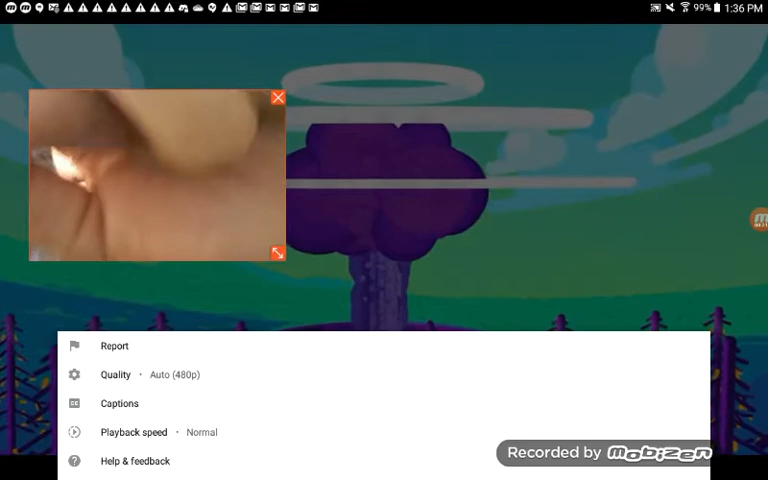 99% 1:36 PM
Report
Quality · Auto (480p)
Captions
Playback speed · Normal
Help & feedback
Recorded by MOBIZEN